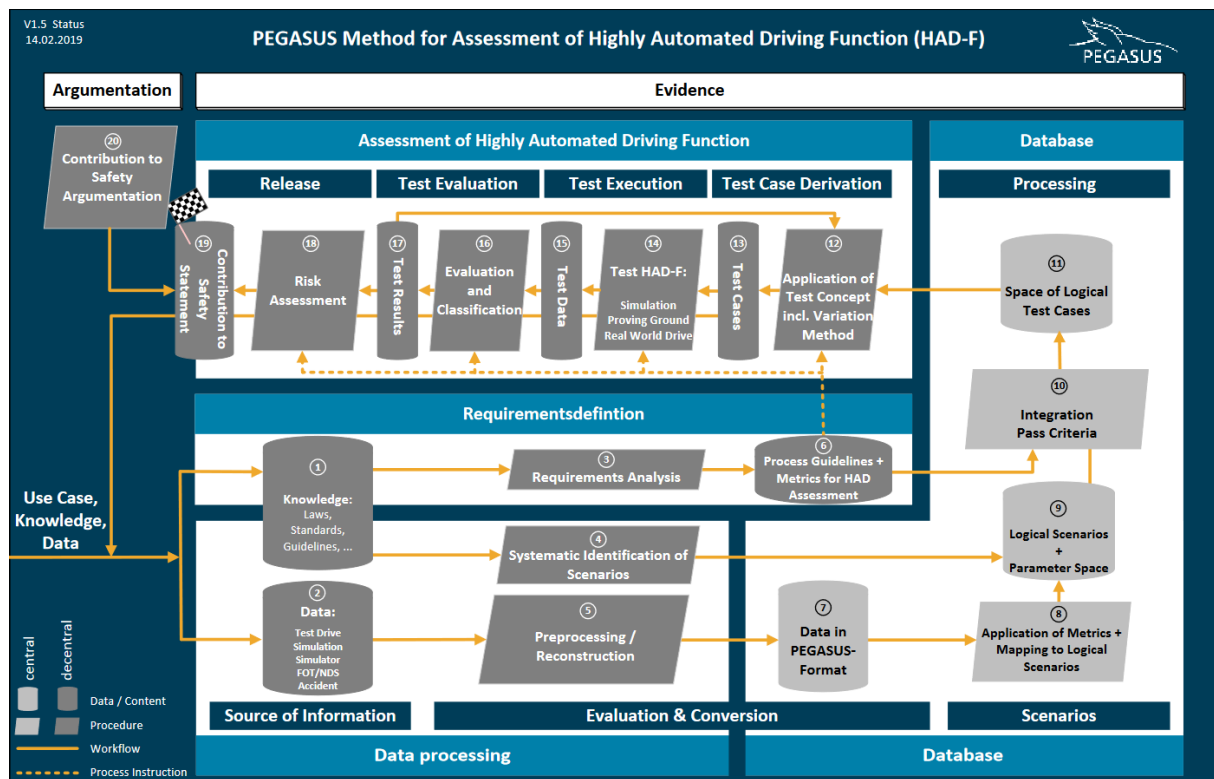 V1.5 Status
14.02.2019
PEGASUS Method for Assessment of Highly Automated Driving Function (HAD-F)
PEGASUS
Argumentation
Evidence
20
Contribution to
Safety
Argumentation
Assessment of Highly Automated Driving Function
Database
Release
Test Evaluation
Test Execution
Test Case Derivation
Processing
19
Contribution to
Safety
Statement
18
Risk
Assessment
17
Test Results
16
Evaluation
and
Classification
15
Test Data
14
Test HAD-F:
Simulation
Proving Ground
Real World Drive
13
Test Cases
12
Application of
Test Concept
incl. Variation
Method
11
Space of Logical
Test Cases
10
Integration
Pass Criteria
Requirementsdefintion
1
Knowledge:
Laws,
Standards,
Guidelines, ...
3
Requirements Analysis
6
Process Guidelines +
Metrics for HAD
Assessment
Use Case,
Knowledge,
Data
4
Systematic Identification of
Scenarios
9
Logical Scenarios
+
Parameter Space
2
Data:
Test Drive
Simulation
Simulator
FOT/NDS
Accident
5
Preprocessing /
Reconstruction
7
Data in
PEGASUS-
Format
8
Application of Metrics +
Mapping to Logical
Scenarios
central
decentral
Data / Content
Procedure
Workflow
Process Instruction
Source of Information
Evaluation & Conversion
Scenarios
Data processing
Database